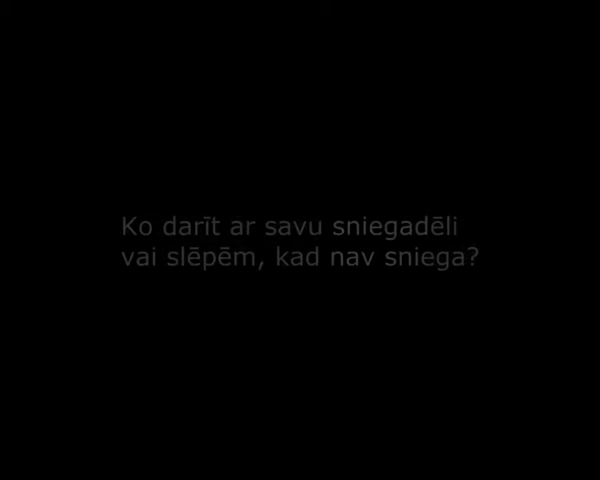 Ko darīt ar savu sniegadēli
vai slēpēm, kad nav sniega?